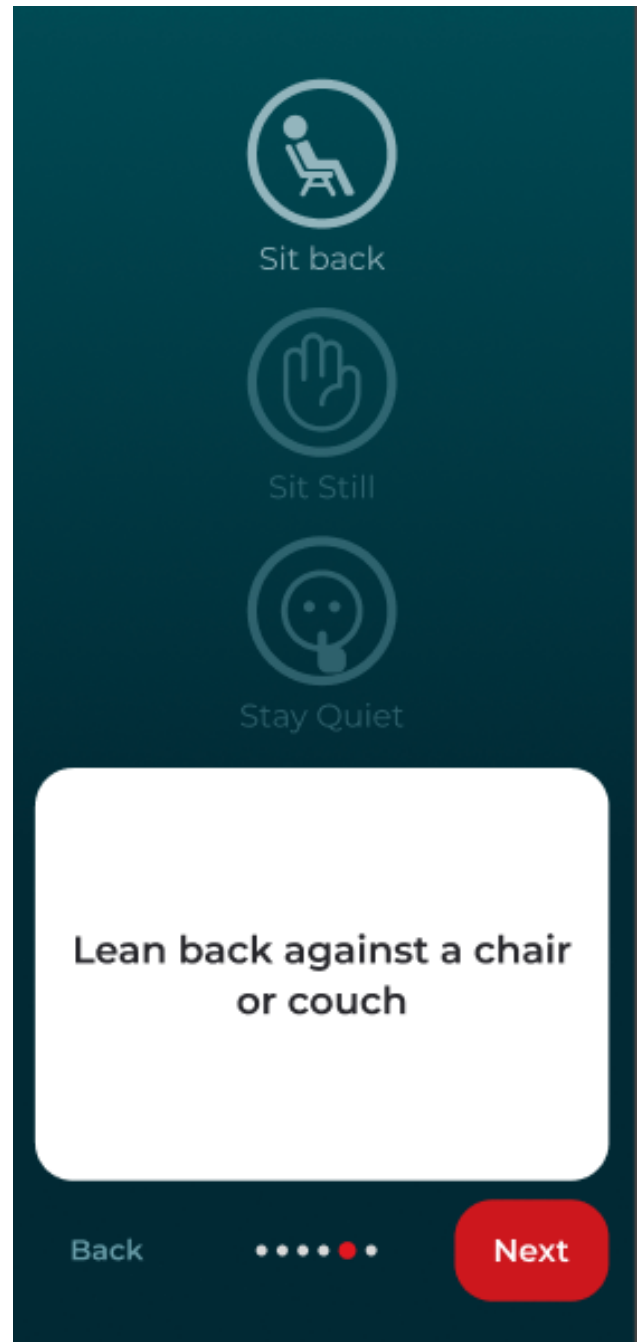 Sit back
Sit Still
Stay Quiet
Lean back against a chair
or couch
Back
Next